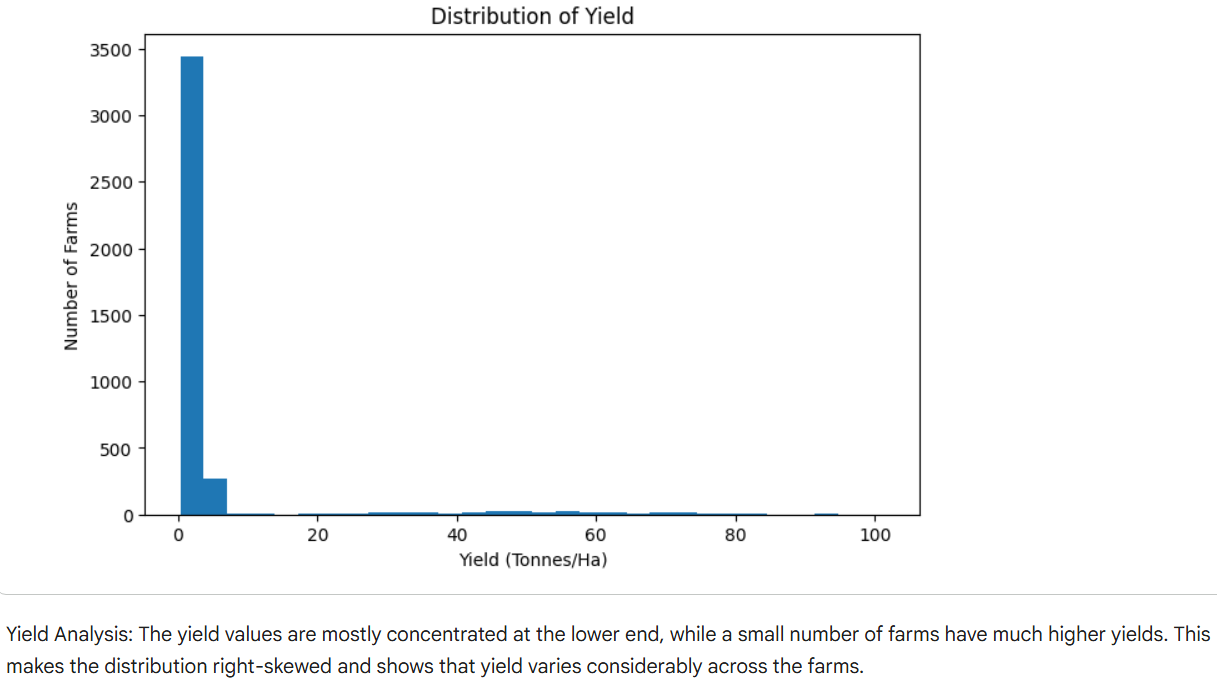 Distribution of Yield
3500
3000
2500
2000
1500
1000
500
0
Number of Farms
0 20 40 60 80 100
Yield (Tonnes/Ha)
Yield Analysis: The yield values are mostly concentrated at the lower end, while a small number of farms have much higher yields. This
makes the distribution right-skewed and shows that yield varies considerably across the farms.